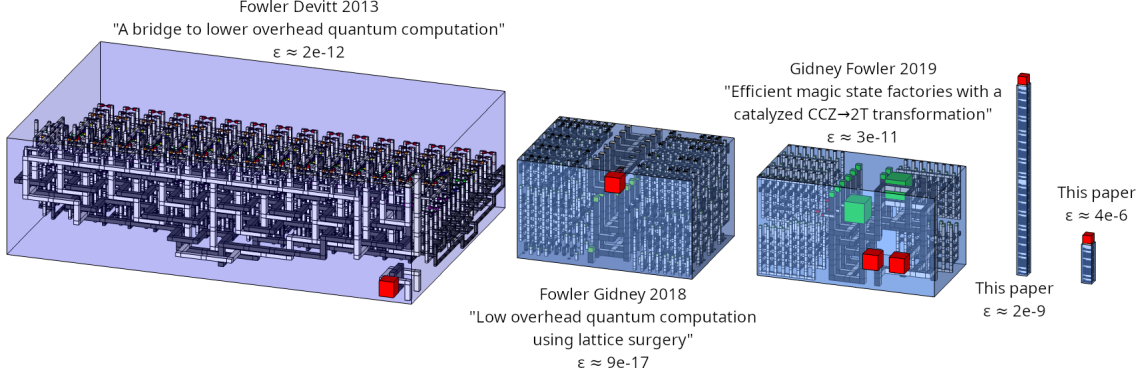 Fowler Devitt 2013
"A bridge to lower overhead quantum computation"
ε ≈ 2e-12
Fowler Gidney 2018
"Low overhead quantum computation
using lattice surgery"
ε ≈ 9e-17
Gidney Fowler 2019
"Efficient magic state factories with a
catalyzed CCZ→2T transformation"
ε ≈ 3e-11
This paper
ε ≈ 2e-9
This paper
ε ≈ 4e-6